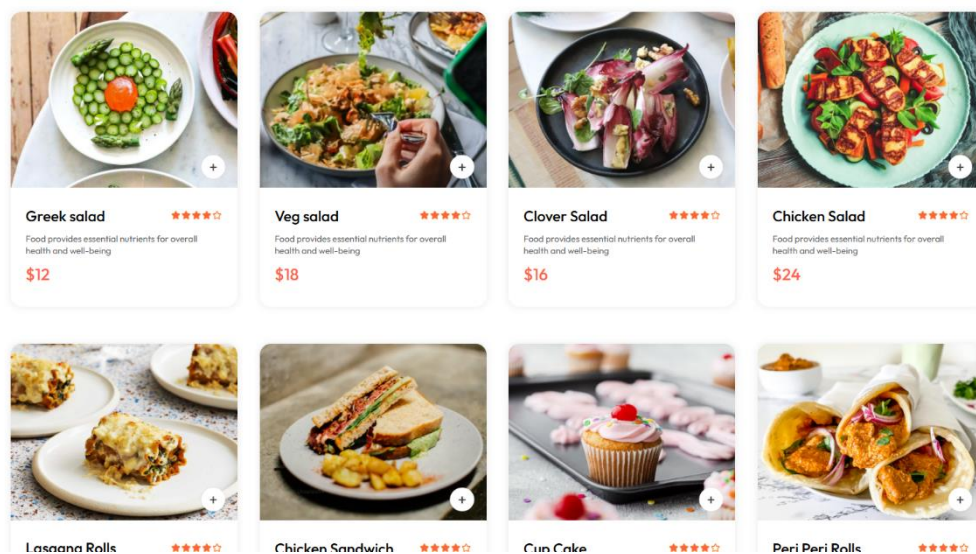 Greek salad
Food provides essential nutrients for overall
health and well-being
$12
Veg salad
Food provides essential nutrients for overall
health and well-being
$18
Clover Salad
Food provides essential nutrients for overall
health and well-being
$16
Chicken Salad
Food provides essential nutrients for overall
health and well-being
$24
Lasagna Rolls
Chicken Sandwich
Cup Cake
Peri Peri Rolls